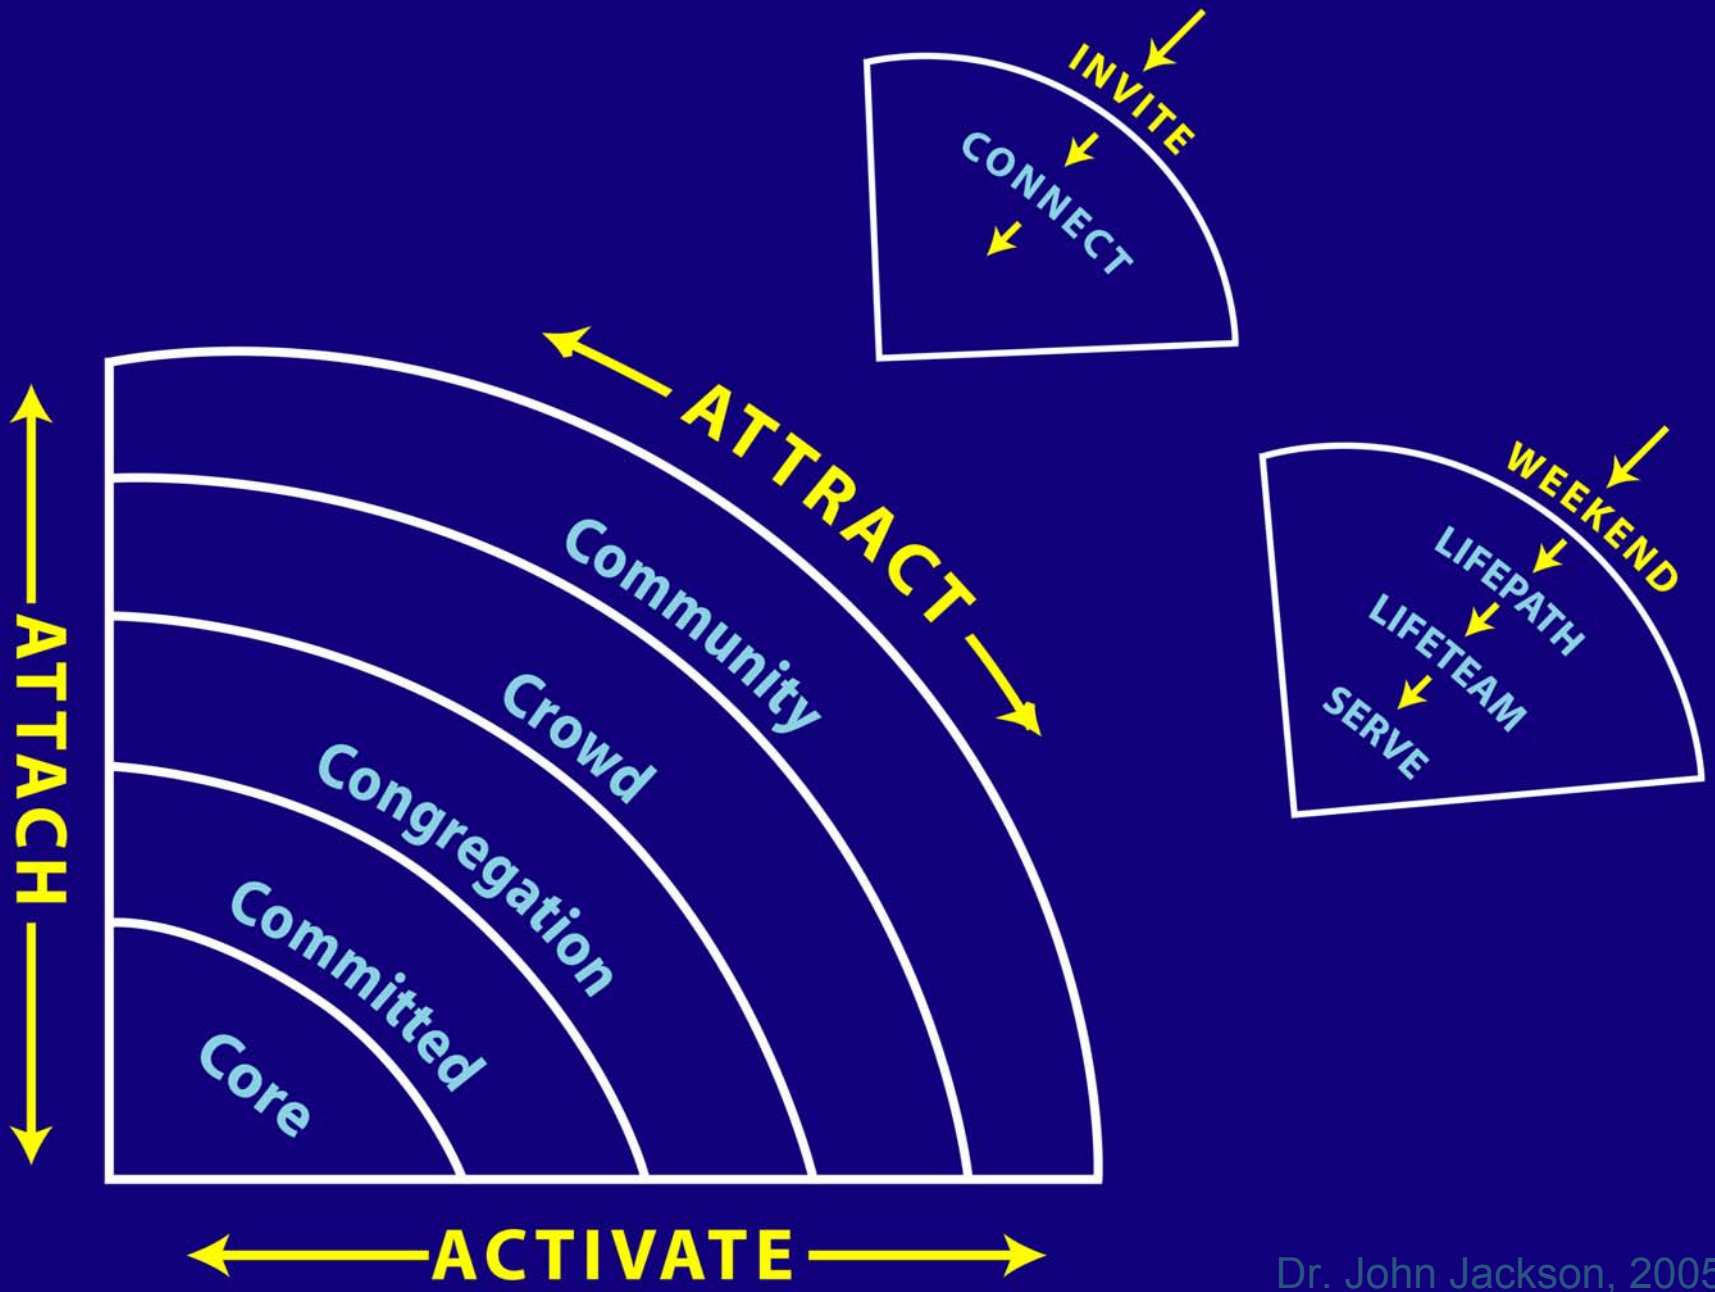 INVITE
CONNECT
ATTRACT
WEEKEND
LIFEPATH
LIFETEAM
SERVE
ATTACH
Community
Crowd
Congregation
Committed
Core
ACTIVATE
Dr. John Jackson, 2005